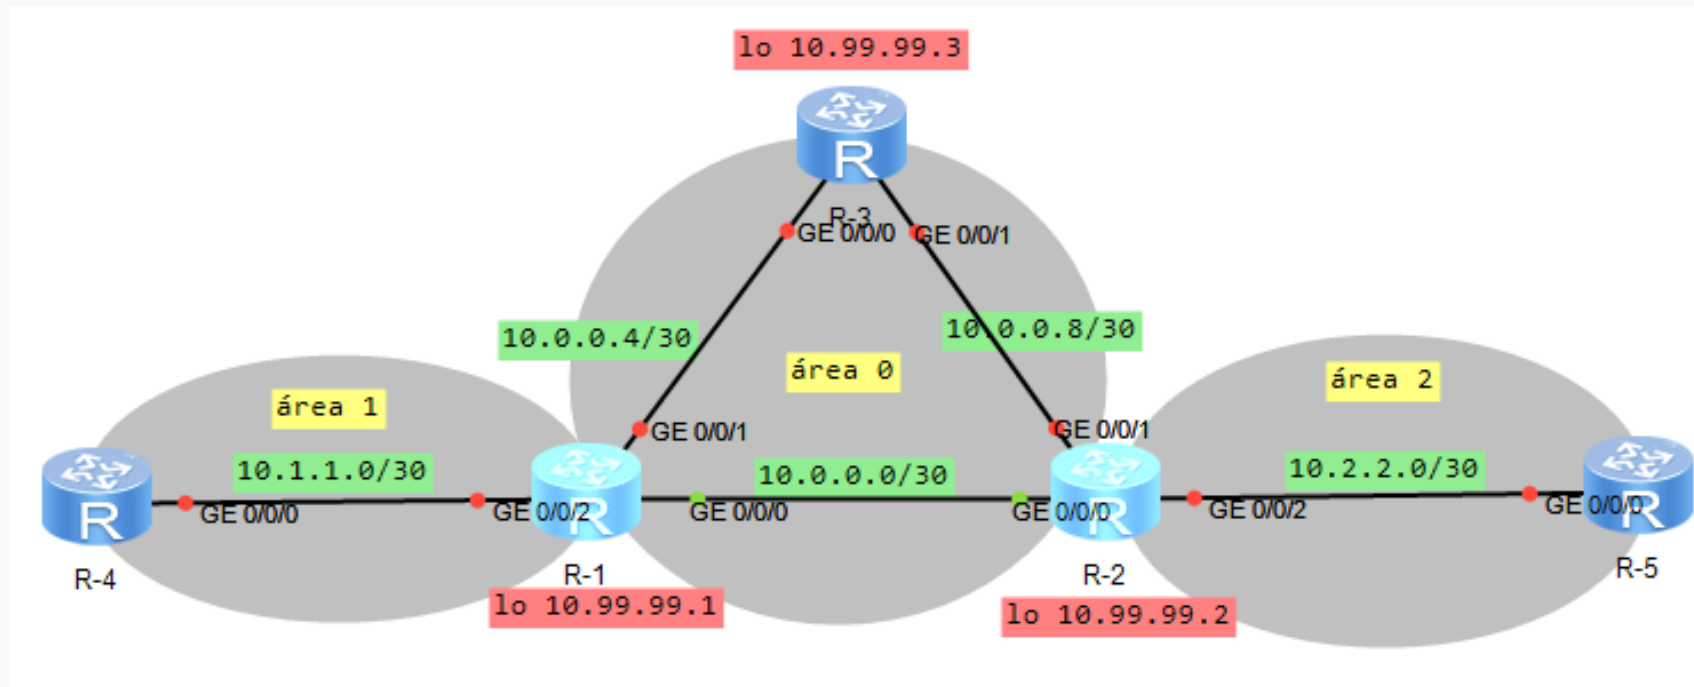 lo 10.99.99.3
R
R-3
GE 0/0/0
GE 0/0/1
10.0.0.4/30
10.0.0.8/30
área 0
área 2
área 1
GE 0/0/1
GE 0/0/1
10.1.1.0/30
10.0.0.0/30
10.2.2.0/30
R
GE 0/0/0
GE 0/0/2
R
GE 0/0/0
GE 0/0/0
R
GE 0/0/2
GE 0/0/0
R
R-4
R-1
R-2
R-5
lo 10.99.99.1
lo 10.99.99.2